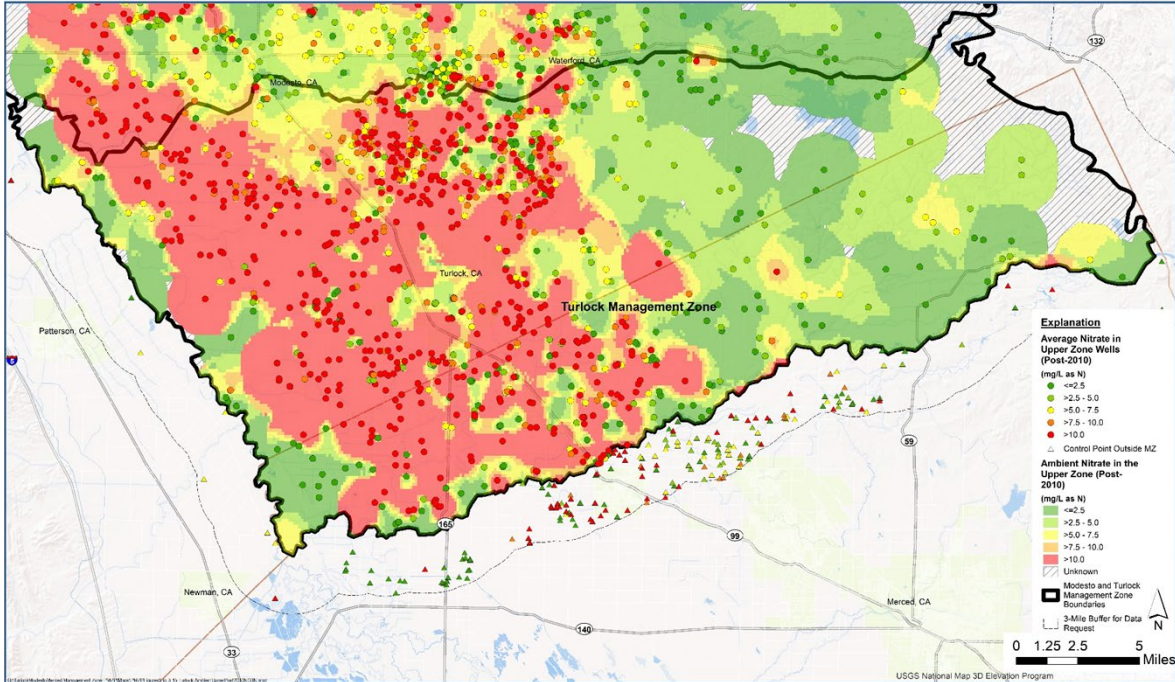 132
Waterford, CA
Modesto, CA
Turlock, CA
Turlock Management Zone
Patterson, CA
5
59
165
99
Newman, CA
Merced, CA
140
33
Explanation
Average Nitrate in
Upper Zone Wells
(Post-2010)
(mg/L as N)
<=2.5
>2.5 - 5.0
>5.0 - 7.5
>7.5 - 10.0
>10.0
Control Point Outside MZ
Ambient Nitrate in the
Upper Zone (Post-
2010)
(mg/L as N)
<=2.5
>2.5 - 5.0
>5.0 - 7.5
>7.5 - 10.0
>10.0
Unknown
Modesto and Turlock
Management Zone
Boundaries
3-Mile Buffer for Data
Request
N
0 1.25 2.5 5
Miles
USGS National Map 3D Elevation Program